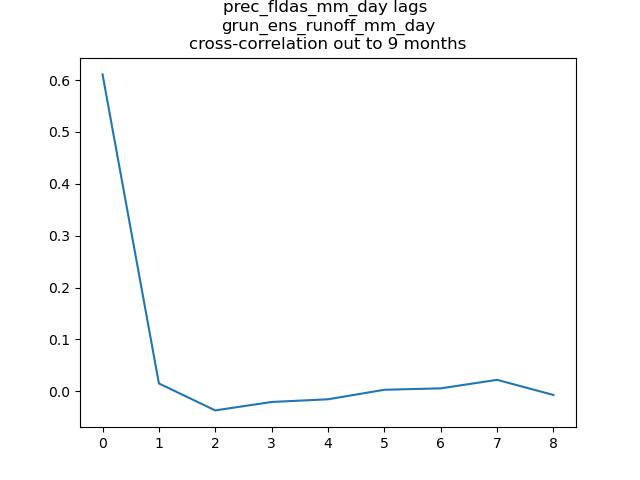 prec_fldas_mm_day lags
grun_ens_runoff_mm_day
cross-correlation out to 9 months
0.6
0.5
0.4
0.3
0.2
0.1
0.0
0 1 2 3 4 5 6 7 8